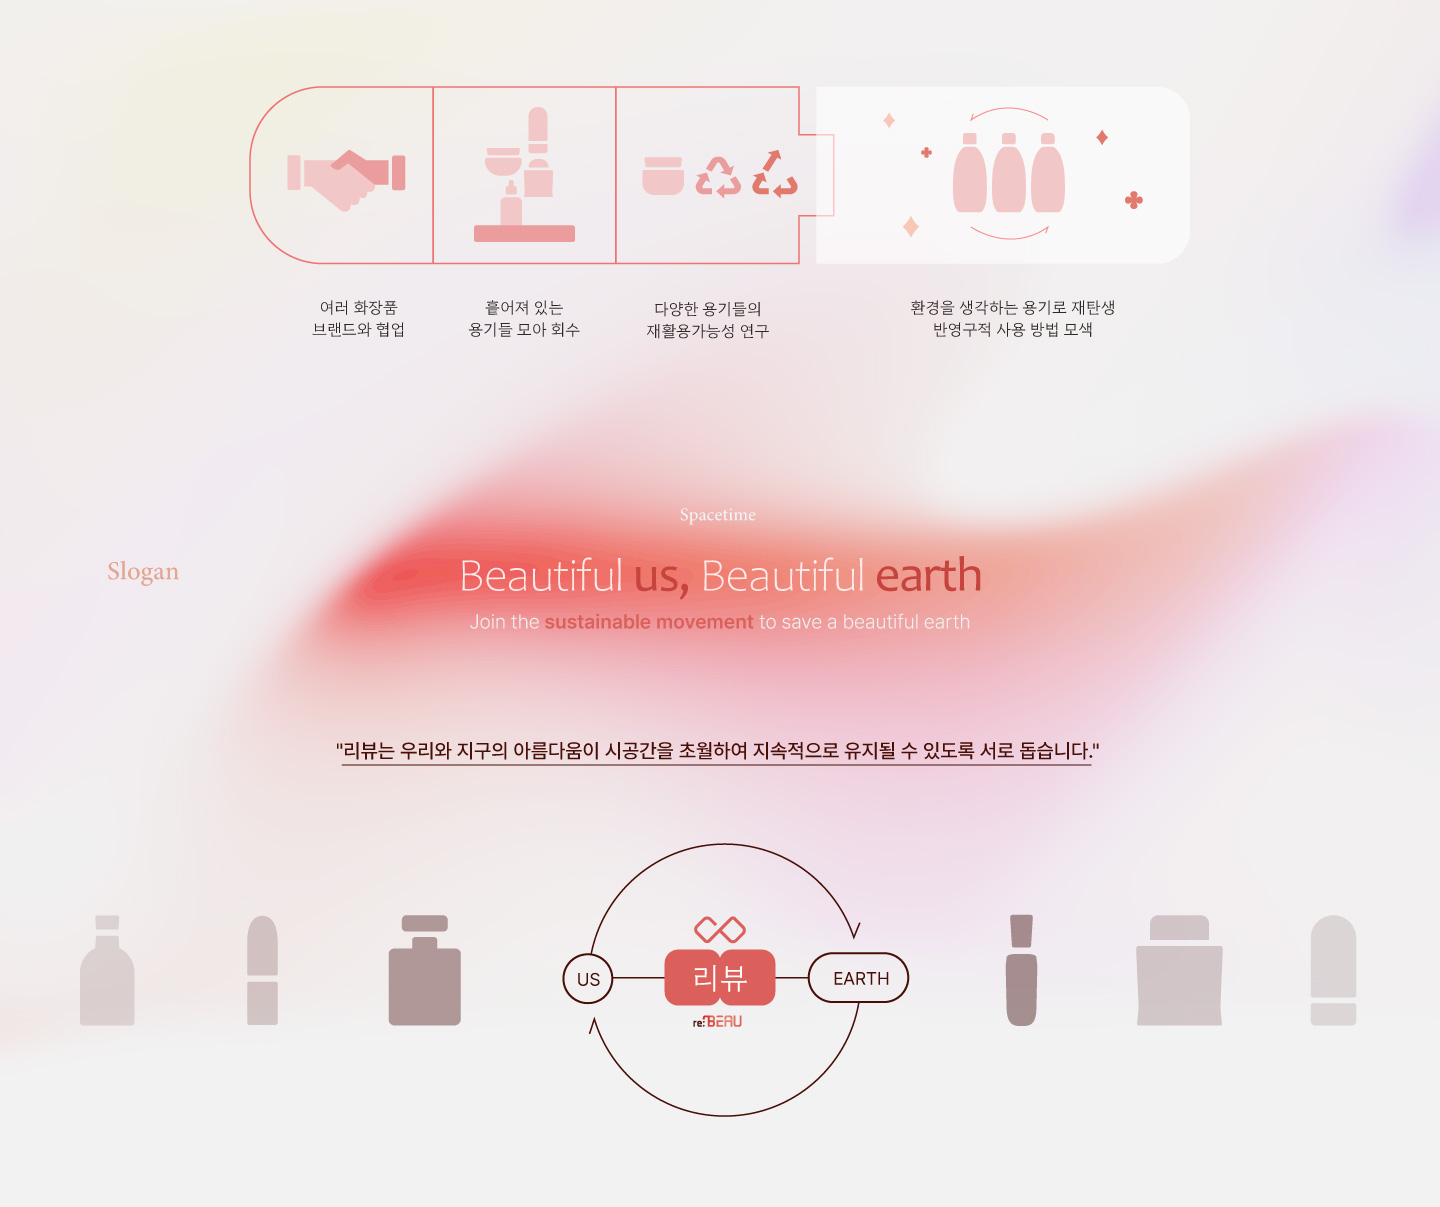 여러 화장품
브랜드와 협업
흩어져 있는
용기들 모아 회수
다양한 용기들의
재활용가능성 연구
환경을 생각하는 용기로 재탄생
반영구적 사용 방법 모색
Spacetime
Slogan
Beautiful us, Beautiful earth
Join the sustainable movement to save a beautiful earth
"리뷰는 우리와 지구의 아름다움이 시공간을 초월하여 지속적으로 유지될 수 있도록 서로 돕습니다."
US
리뷰
EARTH
re:BEAU